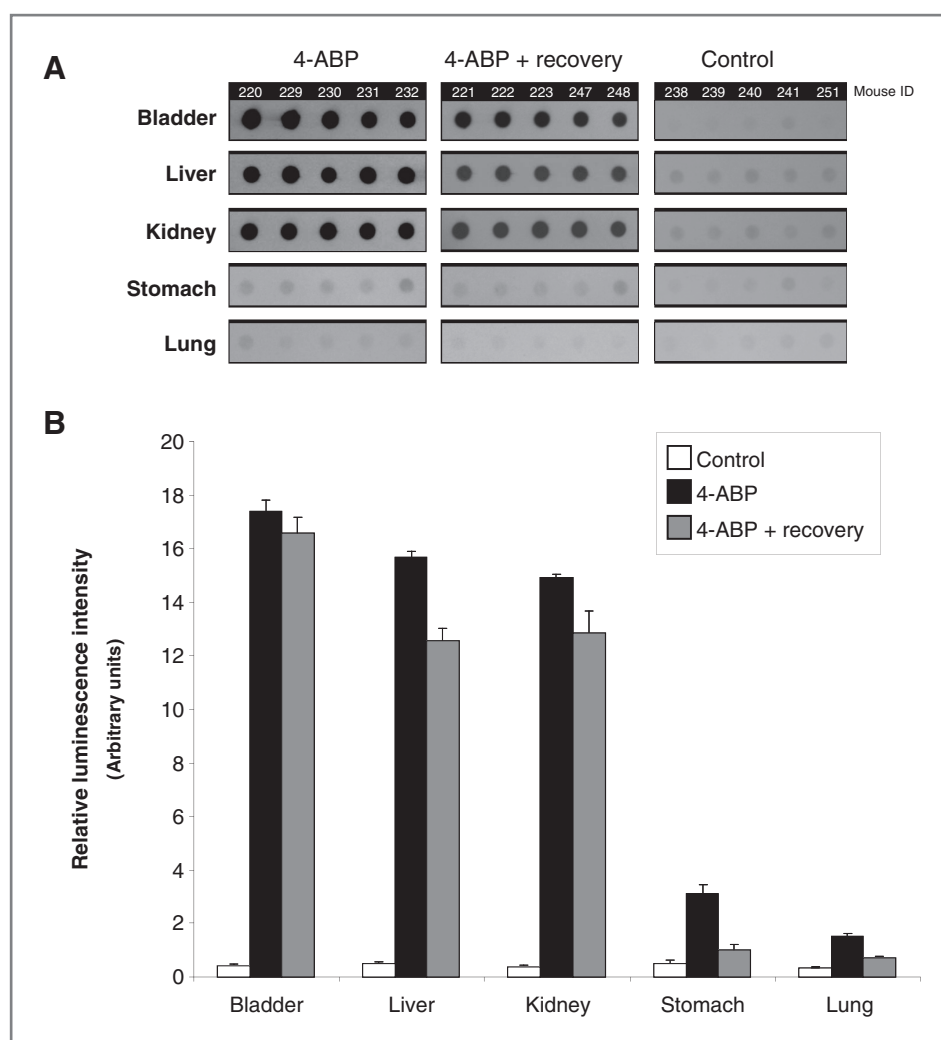 A
4-ABP
4-ABP + recovery
Control
220 229 230 231 232
221 222 223 247 248
238 239 240 241 251
Mouse ID
Bladder
Liver
Kidney
Stomach
Lung
B
20
18
16
14
12
10
8
6
4
2
0
Relative luminescence intensity
(Arbitrary units)
Control
4-ABP
4-ABP + recovery
Bladder
Liver
Kidney
Stomach
Lung